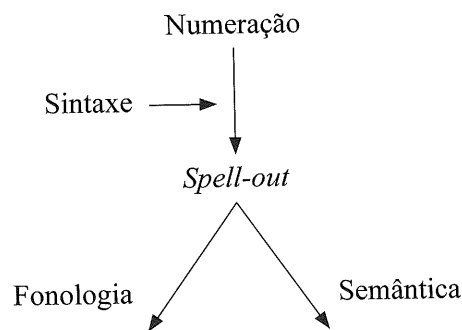 Numeração
Sintaxe
Spell-out
Fonologia
Semântica